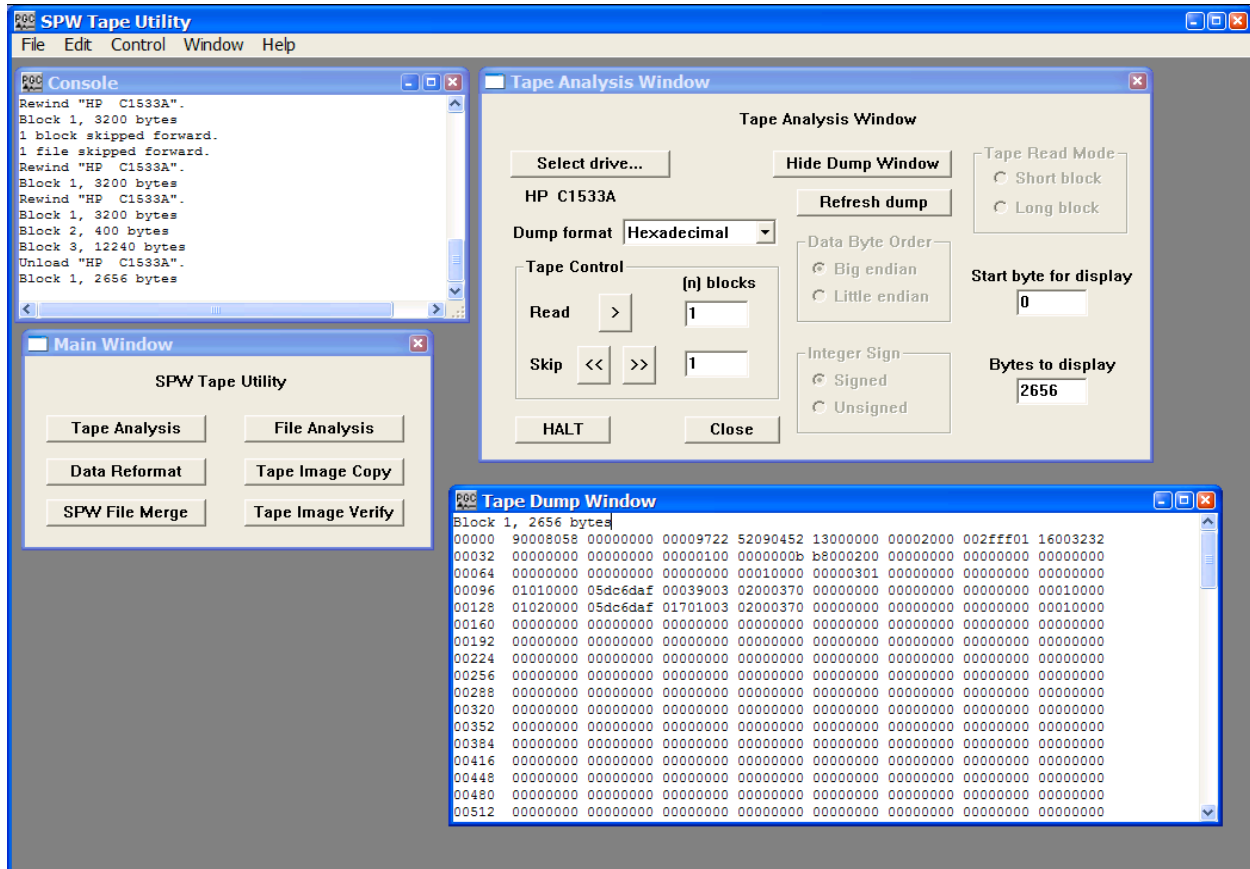 SPW Tape Utility
File Edit Control Window Help
Console
Rewind "HP  C1533A".
Block 1, 3200 bytes
1 block skipped forward.
1 file skipped forward.
Rewind "HP  C1533A".
Block 1, 3200 bytes
Rewind "HP  C1533A".
Block 1, 3200 bytes
Block 2, 400 bytes
Block 3, 12240 bytes
Unload "HP  C1533A".
Block 1, 2656 bytes
Main Window
SPW Tape Utility
Tape Analysis File Analysis
Data Reformat Tape Image Copy
SPW File Merge Tape Image Verify
Tape Analysis Window
Tape Analysis Window
Select drive... Hide Dump Window
HP  C1533A Refresh dump
Tape Read Mode
Short block
Long block
Dump format Hexadecimal
Data Byte Order
Big endian
Little endian
Start byte for display
0
Tape Control
(n) blocks
Read > 1
Skip << >> 1
Integer Sign
Signed
Unsigned
Bytes to display
2656
HALT Close
Tape Dump Window
Block 1, 2656 bytes
00000 90008058 00000000 00009722 52090452 13000000 00002000 002fff01 16003232
00032 00000000 00000000 00000100 0000000b b8000200 00000000 00000000 00000000
00064 00000000 00000000 00000000 00010000 00000301 00000000 00000000 00000000
00096 01010000 05dc6daf 00039003 02000370 00000000 00000000 00000000 00010000
00128 01020000 05dc6daf 01701003 02000370 00000000 00000000 00000000 00010000
00160 00000000 00000000 00000000 00000000 00000000 00000000 00000000 00000000
00192 00000000 00000000 00000000 00000000 00000000 00000000 00000000 00000000
00224 00000000 00000000 00000000 00000000 00000000 00000000 00000000 00000000
00256 00000000 00000000 00000000 00000000 00000000 00000000 00000000 00000000
00288 00000000 00000000 00000000 00000000 00000000 00000000 00000000 00000000
00320 00000000 00000000 00000000 00000000 00000000 00000000 00000000 00000000
00352 00000000 00000000 00000000 00000000 00000000 00000000 00000000 00000000
00384 00000000 00000000 00000000 00000000 00000000 00000000 00000000 00000000
00416 00000000 00000000 00000000 00000000 00000000 00000000 00000000 00000000
00448 00000000 00000000 00000000 00000000 00000000 00000000 00000000 00000000
00480 00000000 00000000 00000000 00000000 00000000 00000000 00000000 00000000
00512 00000000 00000000 00000000 00000000 00000000 00000000 00000000 00000000